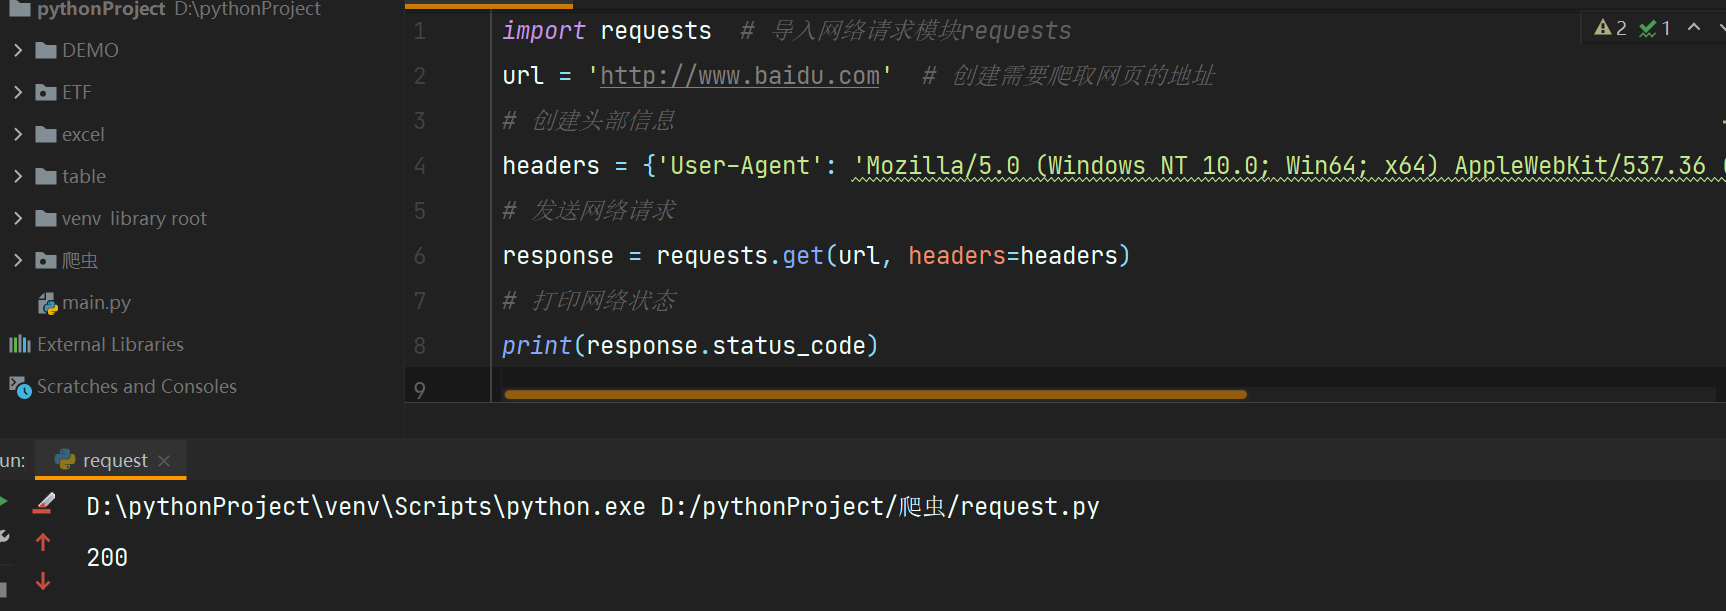 pythonProject D:\pythonProject
DEMO
ETF
excel
table
venv library root
爬虫
main.py
External Libraries
Scratches and Consoles
1 import requests # 导入网络请求模块requests
2 url = 'http://www.baidu.com' # 创建需要爬取网页的地址
3 # 创建头部信息
4 headers = {'User-Agent': 'Mozilla/5.0 (Windows NT 10.0; Win64; x64) AppleWebKit/537.36 (
5 # 发送网络请求
6 response = requests.get(url, headers=headers)
7 # 打印网络状态
8 print(response.status_code)
9
2 1
un: request
D:\pythonProject\venv\Scripts\python.exe D:/pythonProject/爬虫/request.py
200